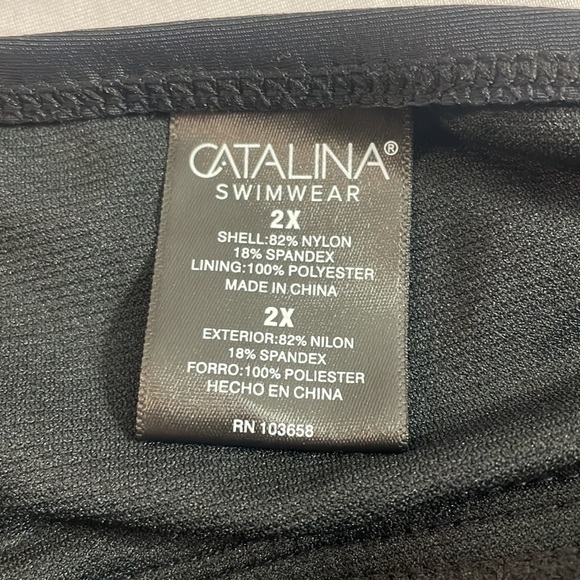 CATALINA®
SWIMWEAR
2X
SHELL:82% NYLON
18% SPANDEX
LINING:100% POLYESTER
MADE IN CHINA
2X
EXTERIOR:82% NILON
18% SPANDEX
FORRO:100% POLIESTER
HECHO EN CHINA
RN 103658